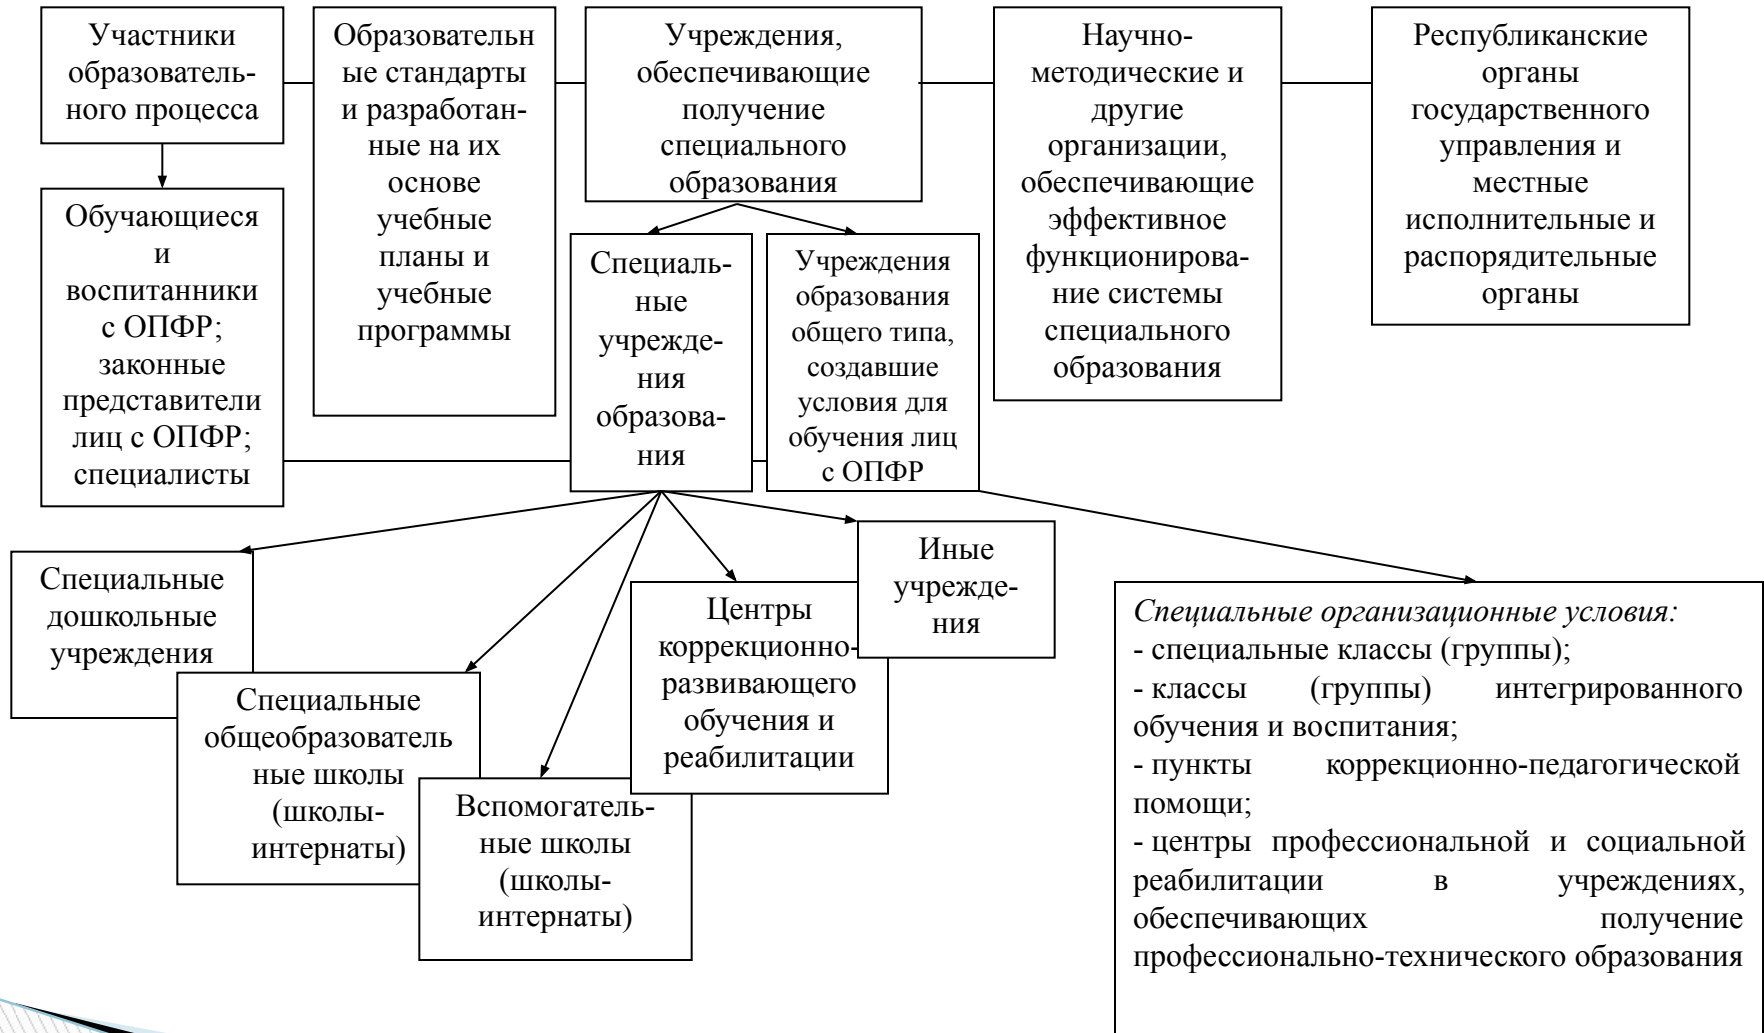 Участники
образователь-
ного процесса
Образовательн
ые стандарты
и разработан-
ные на их
основе
учебные
планы и
учебные
программы
Учреждения,
обеспечивающие
получение
специального
образования
Научно-
методические и
другие
организации,
обеспечивающие
эффективное
функционирова-
ние системы
специального
образования
Республиканские
органы
государственного
управления и
местные
исполнительные и
распорядительные
органы
Обучающиеся
и
воспитанники
с ОПФР;
законные
представители
лиц с ОПФР;
специалисты
Специаль-
ные
учрежде-
ния
образова-
ния
Учреждения
образования
общего типа,
создавшие
условия для
обучения лиц
с ОПФР
Специальные
дошкольные
учреждения
Специальные
общеобразователь
ные школы
(школы-
интернаты)
Вспомогатель-
ные школы
(школы-
интернаты)
Центры
коррекционно-
развивающего
обучения и
реабилитации
Иные
учрежде-
ния
Специальные организационные условия:
- специальные классы (группы);
- классы (группы) интегрированного
обучения и воспитания;
- пункты коррекционно-педагогической
помощи;
- центры профессиональной и социальной
реабилитации в учреждениях,
обеспечивающих получение
профессионально-технического образования